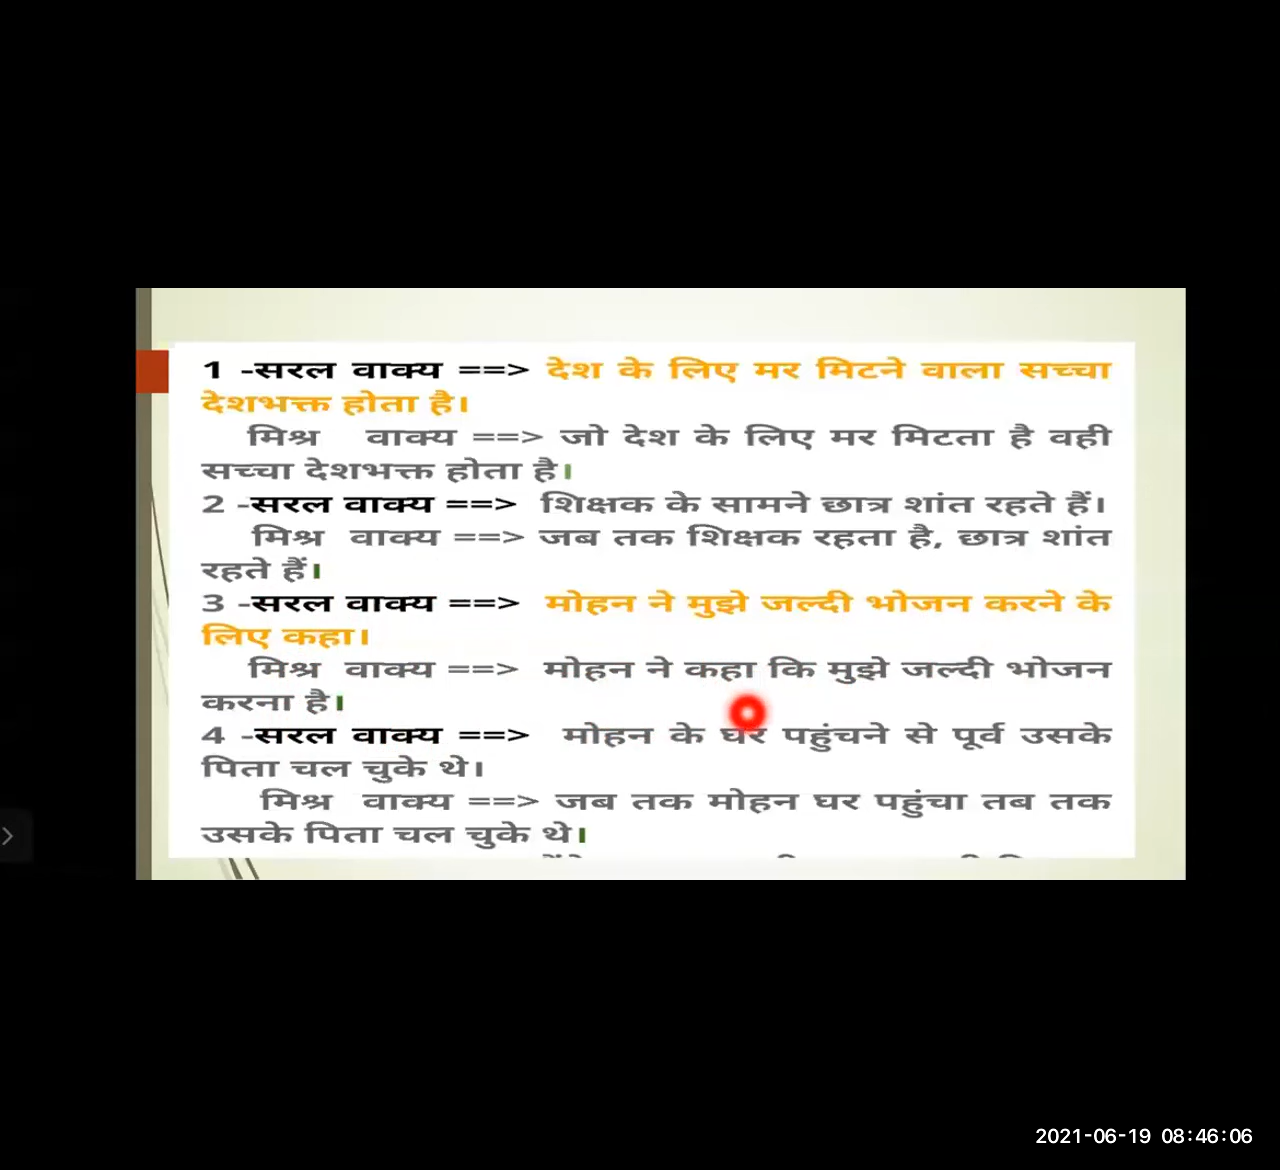 1 -सरल वाक्य ==> देश के लिए मर मिटने वाला सच्चा
देशभक्त होता है।
मिश्र वाक्य ==> जो देश के लिए मर मिटता है वही
सच्चा देशभक्त होता है।
2 -सरल वाक्य ==> शिक्षक के सामने छात्र शांत रहते हैं।
मिश्र वाक्य ==> जब तक शिक्षक रहता है, छात्र शांत
रहते हैं।
3 -सरल वाक्य ==> मोहन ने मुझे जल्दी भोजन करने के
लिए कहा।
मिश्र वाक्य ==> मोहन ने कहा कि मुझे जल्दी भोजन
करना है।
4 -सरल वाक्य ==> मोहन के घर पहुंचने से पूर्व उसके
पिता चल चुके थे।
मिश्र वाक्य ==> जब तक मोहन घर पहुंचा तब तक
उसके पिता चल चुके थे।
2021-06-19 08:46:06